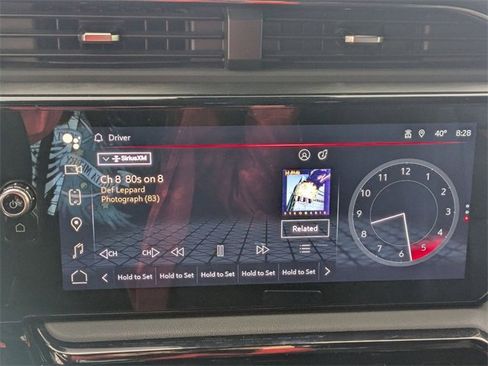 Driver
40° 8:28
SiriusXM
Ch 8 80s on 8
Def Leppard
Photograph (83)
Related
CH CH
Hold to Set Hold to Set Hold to Set Hold to Set Hold to Set
12
11 1
10 2
9 3
8 4
7 5
6